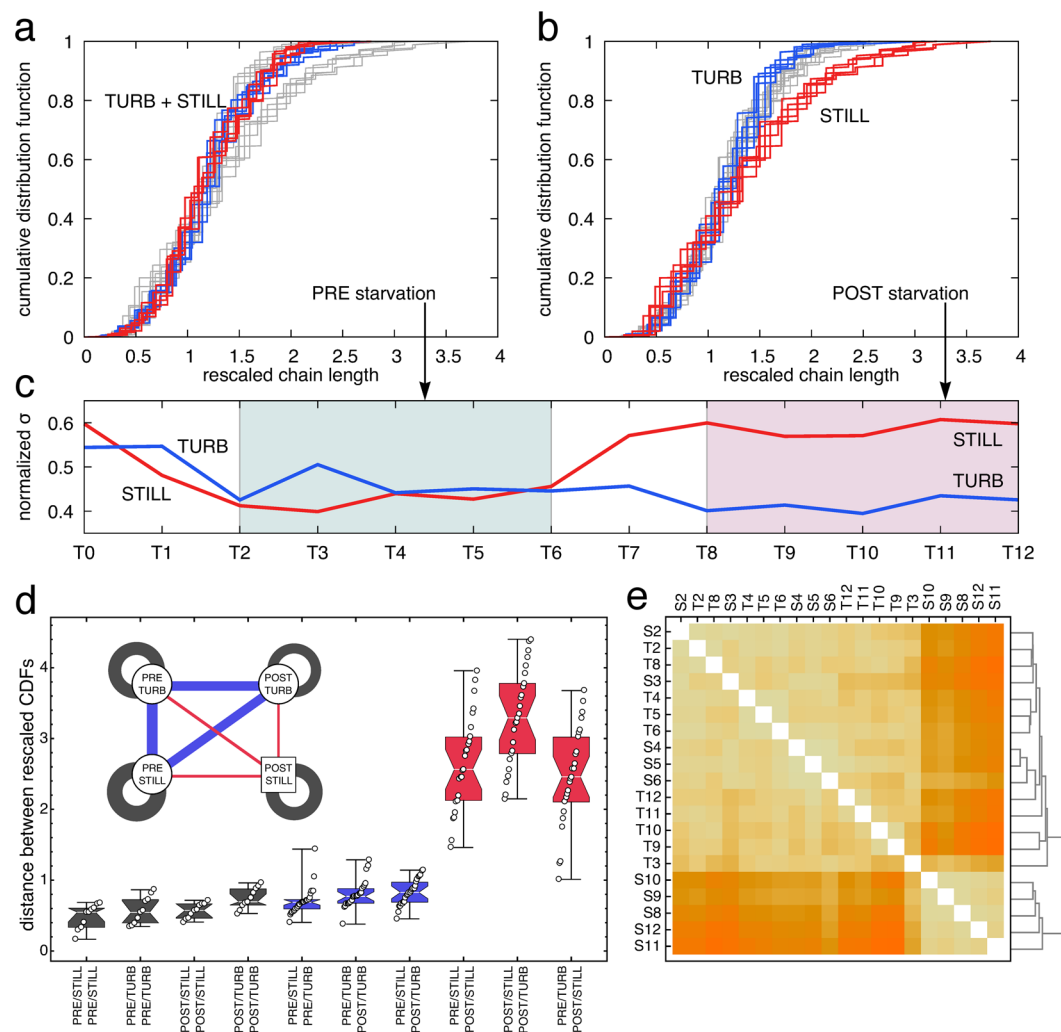 a
b
cumulative distribution function
1
0.8
0.6
0.4
0.2
0
TURB + STILL
PRE starvation
0 0.5 1 1.5 2 2.5 3 3.5 4
rescaled chain length
cumulative distribution function
1
0.8
0.6
0.4
0.2
0
TURB
STILL
POST starvation
0 0.5 1 1.5 2 2.5 3 3.5 4
rescaled chain length
c
normalized σ
0.6
0.5
0.4
TURB
STILL
STILL
TURB
T0 T1 T2 T3 T4 T5 T6 T7 T8 T9 T10 T11 T12
d
distance between rescaled CDFs
4
3
2
1
0
PRE
TURB
POST
TURB
PRE
STILL
POST
STILL
PRE/STILL
PRE/STILL
PRE/TURB
PRE/TURB
POST/STILL
POST/STILL
POST/TURB
POST/TURB
PRE/STILL
PRE/TURB
PRE/TURB
POST/TURB
PRE/STILL
POST/TURB
PRE/STILL
POST/STILL
POST/STILL
POST/TURB
PRE/TURB
POST/STILL
e
S2 T2 T8 S3 T4 T5 T6 S4 S5 S6 T12 T11 T10 T9 T3 S10 S9 S8 S12 S11
S2
T2
T8
S3
T4
T5
T6
S4
S5
S6
T12
T11
T10
T9
T3
S10
S9
S8
S12
S11